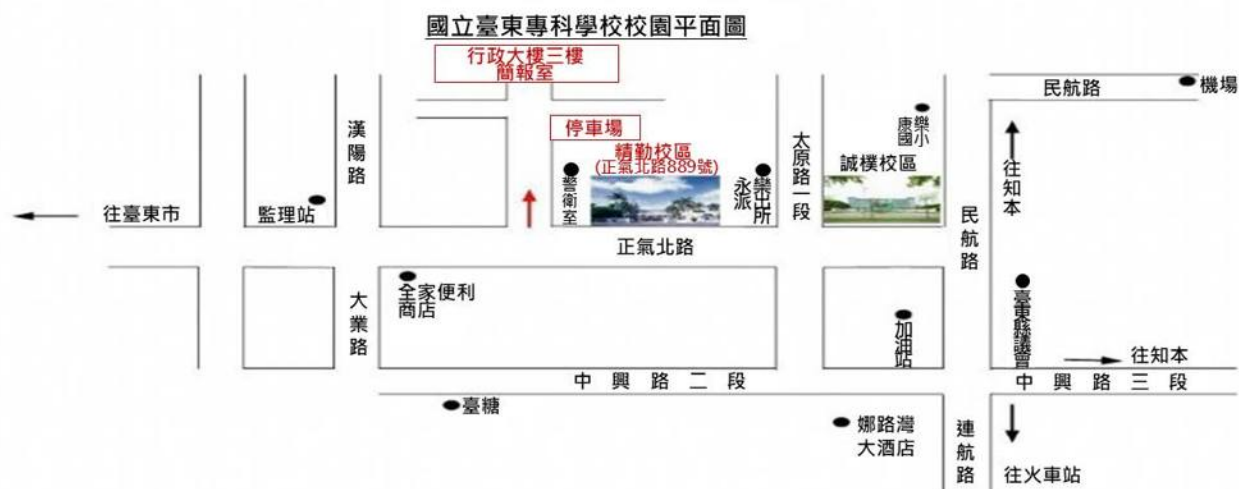 國立臺東專科學校校園平面圖
行政大樓三樓
簡報室
民航路
機場
停車場
漢陽路
太原路一段
康國
樂小
精勤校區
(正氣北路889號)
誠樸校區
往知本
警衛室
永派
樂出所
往臺東市
監理站
民航路
正氣北路
全家便利
商店
大業路
加油站
臺東縣議會
往知本
中興路二段
中興路三段
臺糖
娜路灣
大酒店
連航路
往火車站